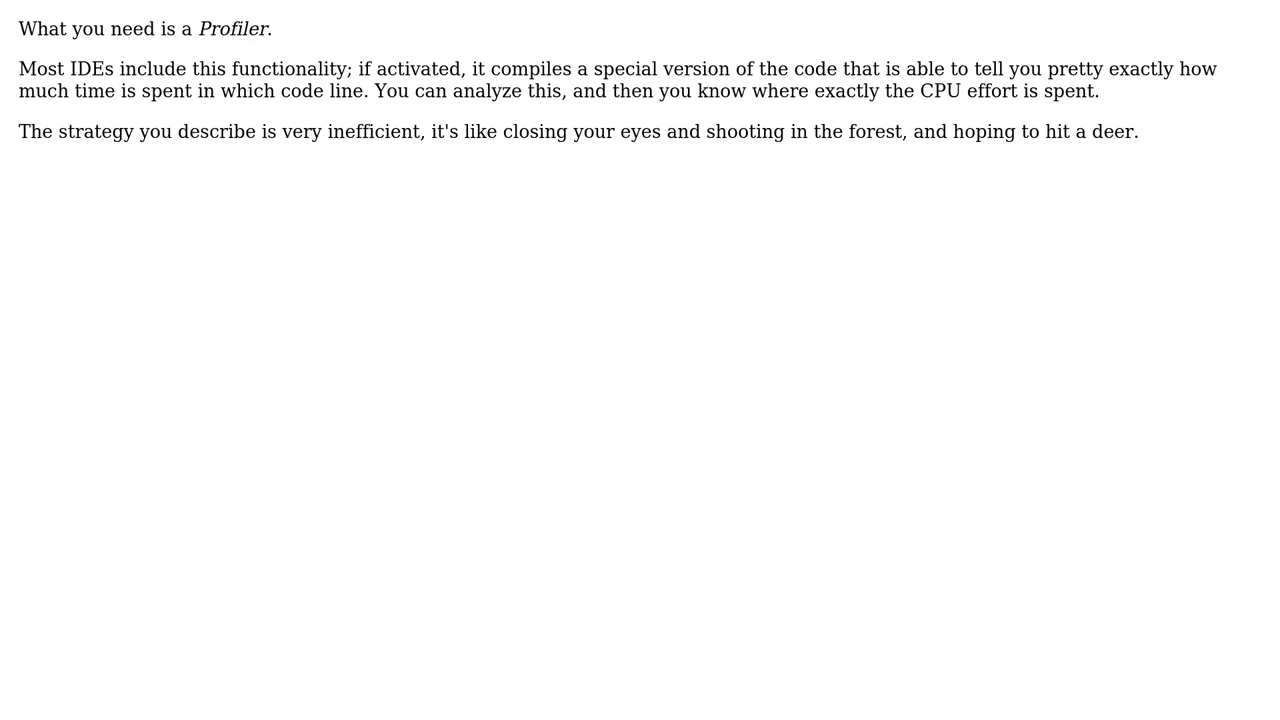 What you need is a Profiler.
Most IDEs include this functionality; if activated, it compiles a special version of the code that is able to tell you pretty exactly how
much time is spent in which code line. You can analyze this, and then you know where exactly the CPU effort is spent.
The strategy you describe is very inefficient, it's like closing your eyes and shooting in the forest, and hoping to hit a deer.